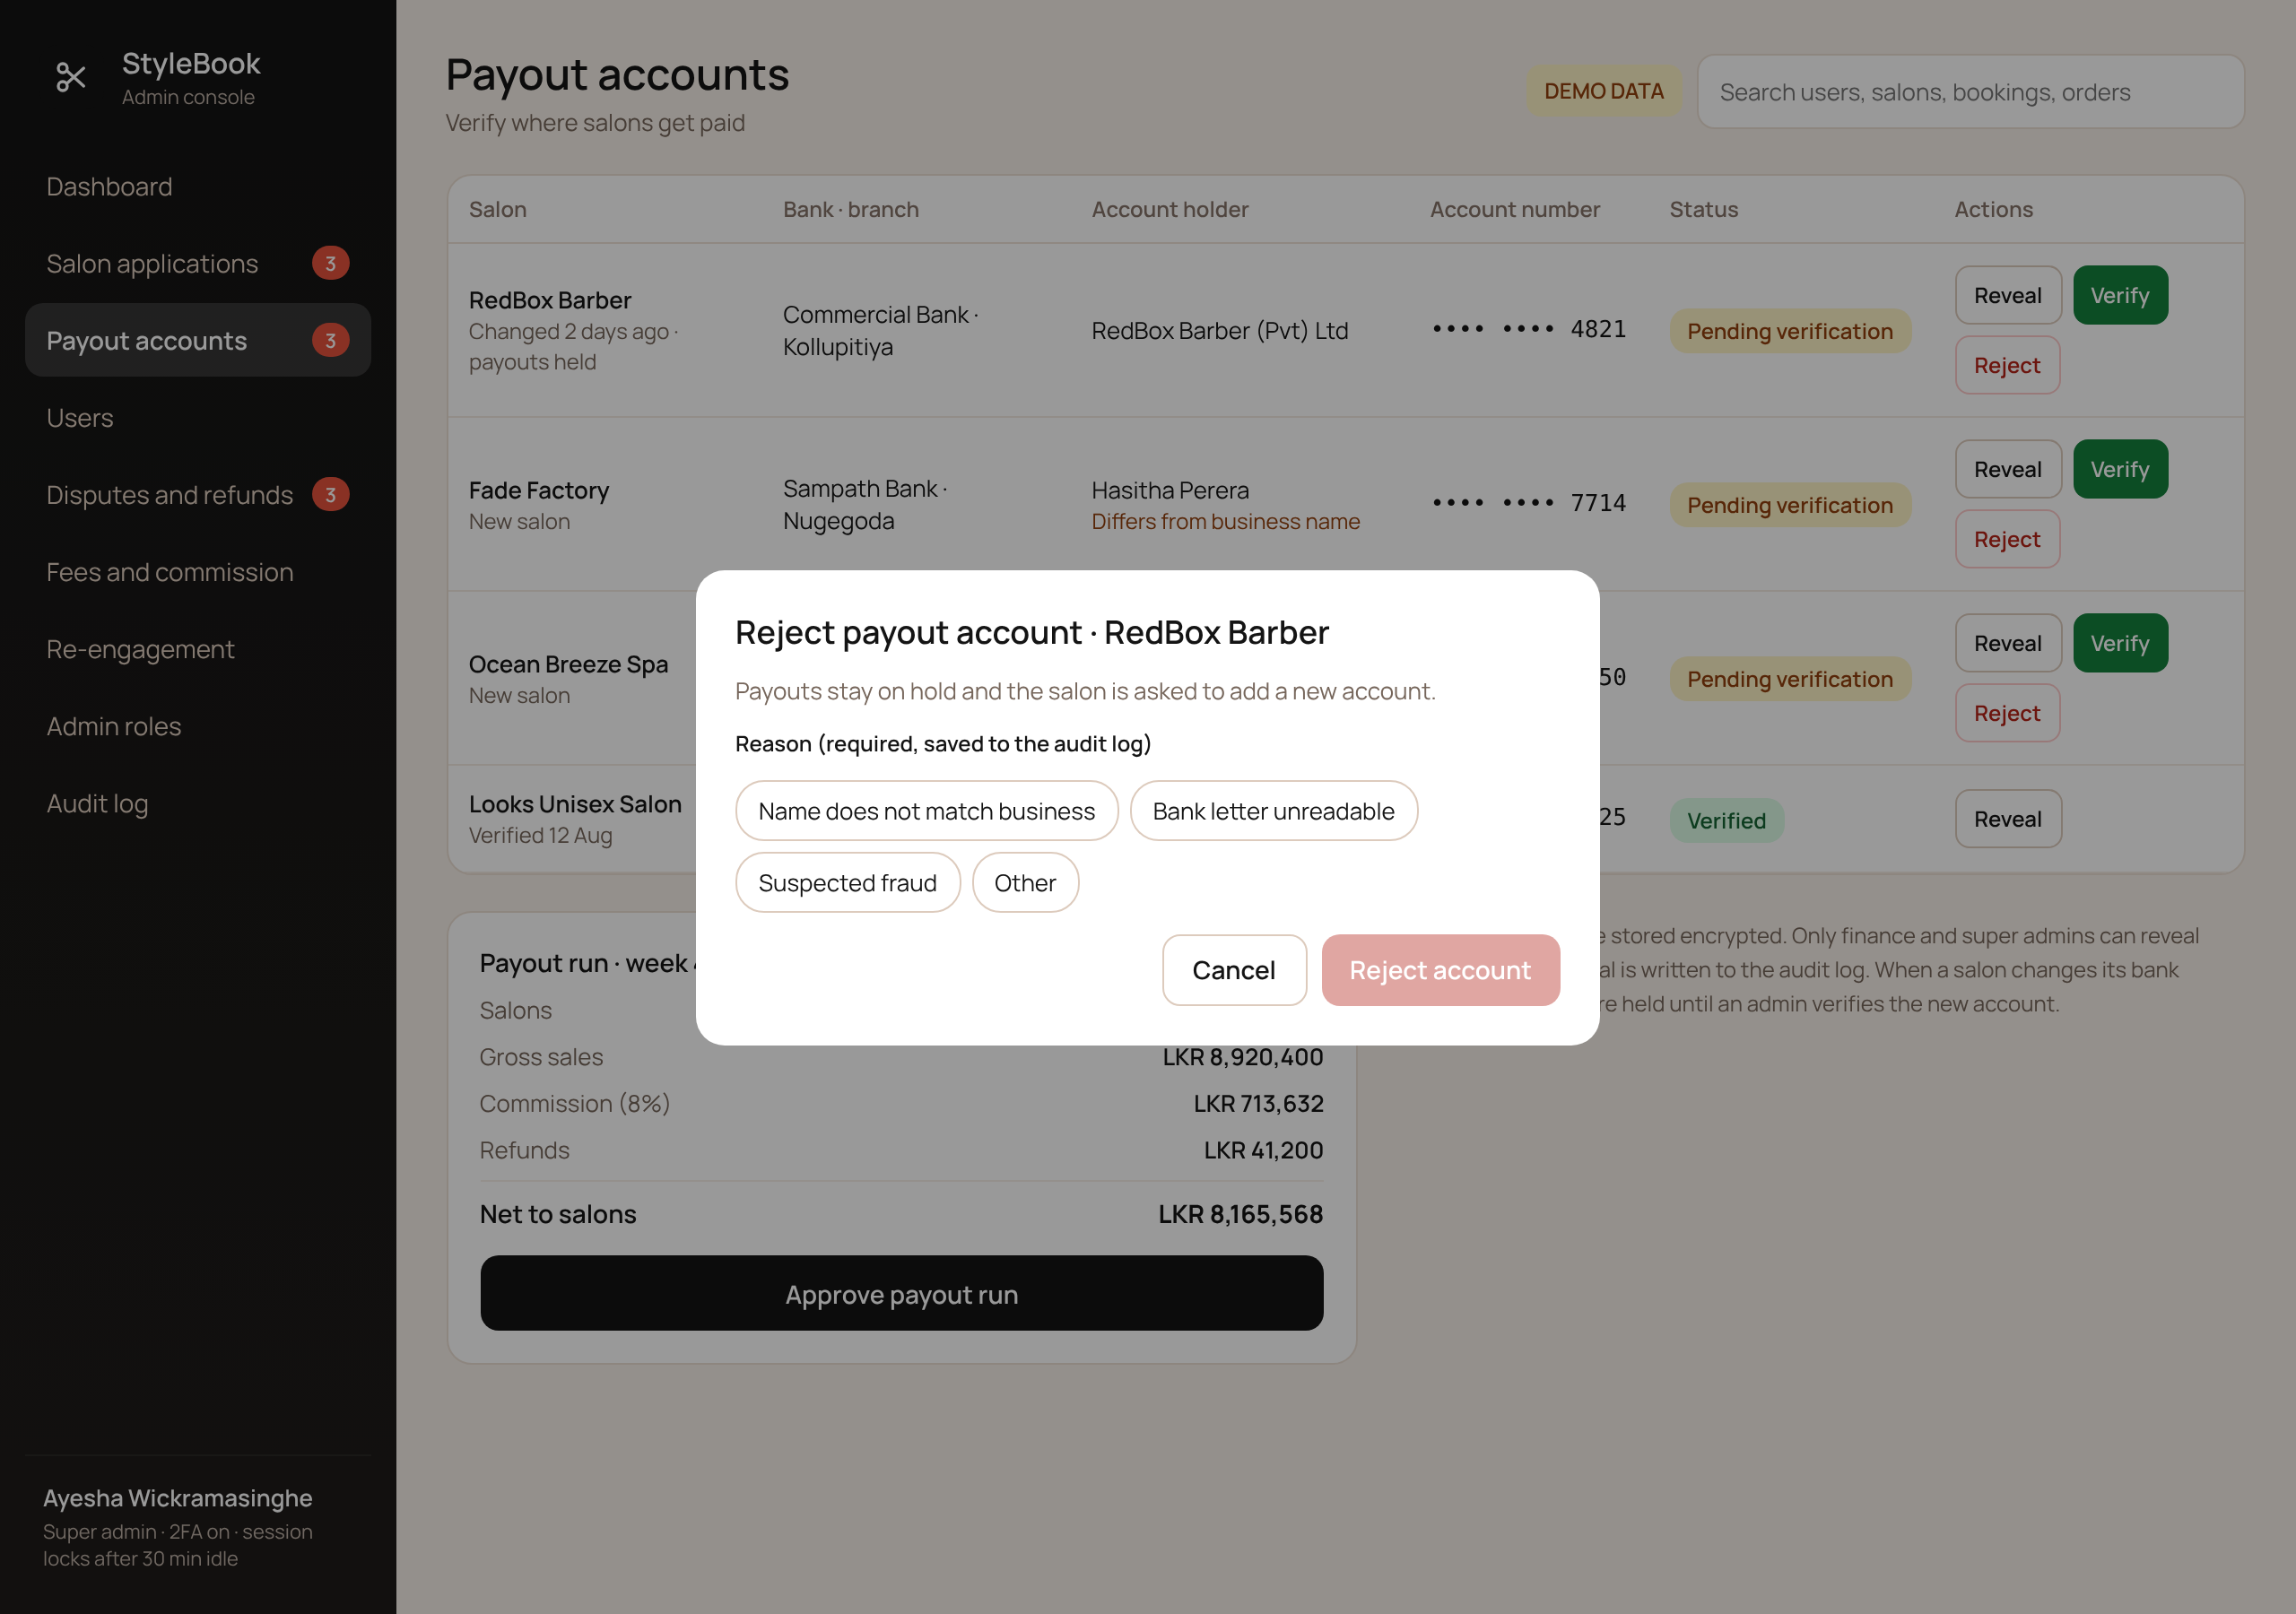 StyleBook
Admin console
Dashboard
Salon applications 3
Payout accounts 3
Users
Disputes and refunds 3
Fees and commission
Re-engagement
Admin roles
Audit log
Ayesha Wickramasinghe
Super admin · 2FA on · session
locks after 30 min idle
Payout accounts
Verify where salons get paid
DEMO DATA
Search users, salons, bookings, orders
Salon Bank · branch Account holder Account number Status Actions
RedBox Barber
Changed 2 days ago ·
payouts held
Commercial Bank ·
Kollupitiya
RedBox Barber (Pvt) Ltd
•••• •••• 4821
Pending verification
Reveal Verify
Reject
Fade Factory
New salon
Sampath Bank ·
Nugegoda
Hasitha Perera
Differs from business name
•••• •••• 7714
Pending verification
Reveal Verify
Reject
Ocean Breeze Spa
New salon
50
Pending verification
Reveal Verify
Reject
Looks Unisex Salon
Verified 12 Aug
25
Verified
Reveal
Reject payout account · RedBox Barber
Payouts stay on hold and the salon is asked to add a new account.
Reason (required, saved to the audit log)
Name does not match business Bank letter unreadable
Suspected fraud Other
Cancel Reject account
Payout run · week
Salons
Gross sales LKR 8,920,400
Commission (8%) LKR 713,632
Refunds LKR 41,200
Net to salons LKR 8,165,568
Approve payout run
stored encrypted. Only finance and super admins can reveal
is written to the audit log. When a salon changes its bank
held until an admin verifies the new account.